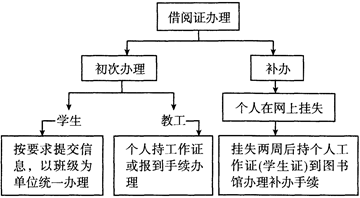 借阅证办理
初次办理
补办
个人在网上挂失
学生
教工
按要求提交信
息，以班级为
单位统一办理
个人持工作证
或报到手续办
理
挂失两周后持个人工
作证(学生证)到图书
馆办理补办手续